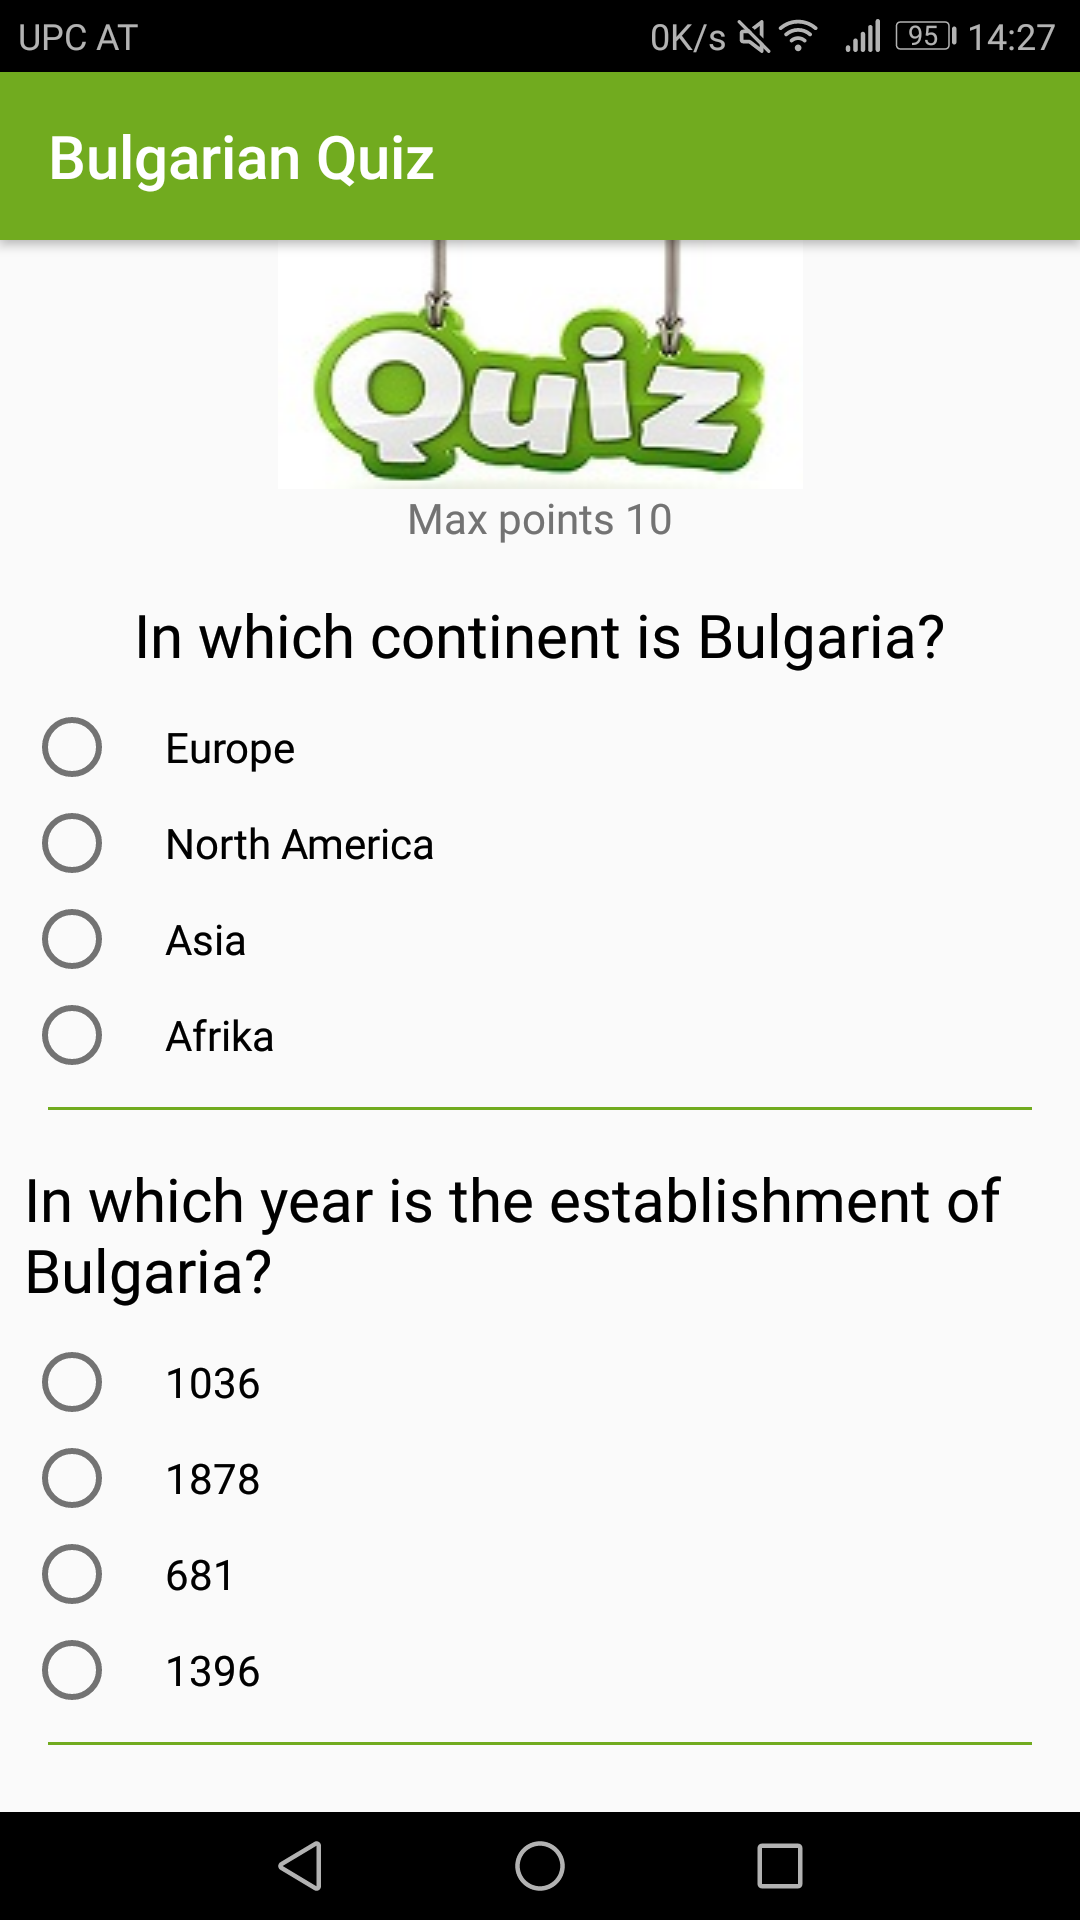 UPC AT 0K/s 95 14:27
Bulgarian Quiz
Quiz
Max points 10
In which continent is Bulgaria?
Europe
North America
Asia
Afrika
In which year is the establishment of
Bulgaria?
1036
1878
681
1396